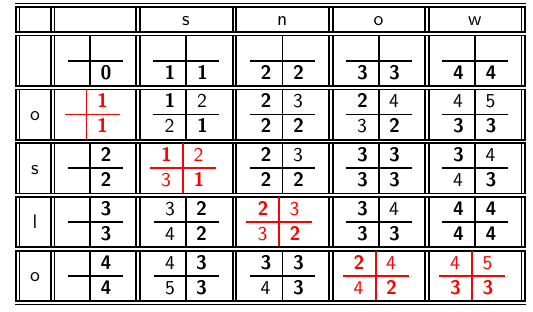 s n o w
0 1 1 2 2 3 3 4 4
1 1 2 2 3 2 4 4 5
o
1 2 1 2 2 3 2 3 3
2 1 2 2 3 3 3 3 4
s
2 3 1 2 2 3 3 4 3
3 3 2 2 3 3 4 4 4
l
3 4 2 3 2 3 3 4 4
4 4 3 3 3 2 4 4 5
o
4 5 3 4 3 4 2 3 3